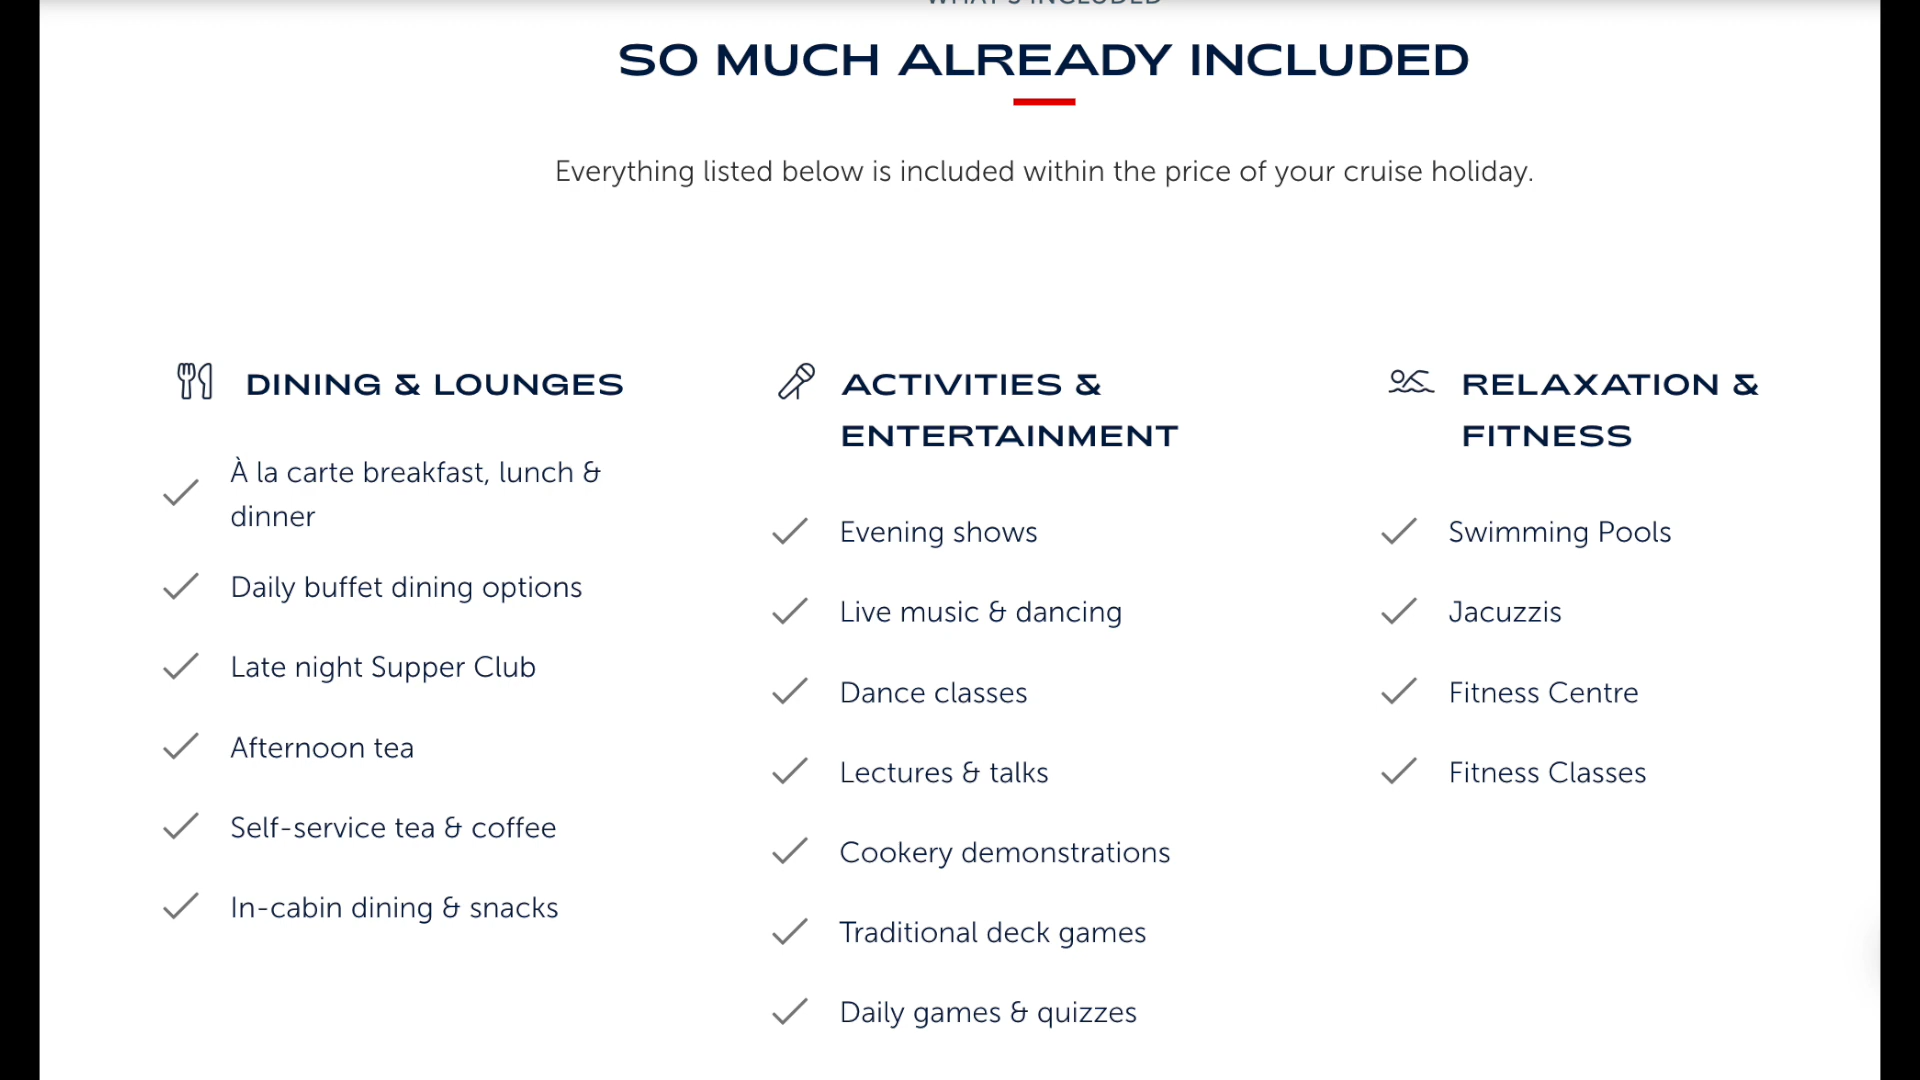 WHAT'S INCLUDED
SO MUCH ALREADY INCLUDED
Everything listed below is included within the price of your cruise holiday.
DINING & LOUNGES
À la carte breakfast, lunch &
dinner
Daily buffet dining options
Late night Supper Club
Afternoon tea
Self-service tea & coffee
In-cabin dining & snacks
ACTIVITIES &
ENTERTAINMENT
Evening shows
Live music & dancing
Dance classes
Lectures & talks
Cookery demonstrations
Traditional deck games
Daily games & quizzes
RELAXATION &
FITNESS
Swimming Pools
Jacuzzis
Fitness Centre
Fitness Classes